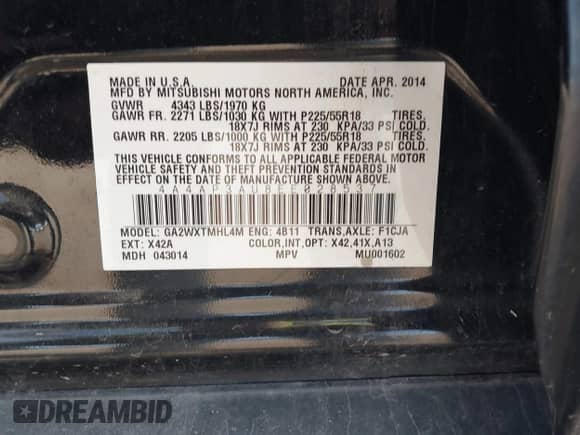 MADE IN U.S.A. DATE APR. 2014
MFD BY MITSUBISHI MOTORS NORTH AMERICA, INC.
GVWR 4343 LBS/1970 KG
GAWR FR. 2271 LBS/1030 KG WITH P225/55R18 TIRES.
18X7J RIMS AT 230 KPA/33 PSI COLD.
GAWR RR. 2205 LBS/1000 KG WITH P225/55R18 TIRES.
18X7J RIMS AT 230 KPA/33 PSI COLD.
THIS VEHICLE CONFORMS TO ALL APPLICABLE FEDERAL MOTOR
VEHICLE SAFETY AND THEFT PREVENTION STANDARDS IN
EFFECT ON THE DATE OF MANUFACTURE SHOWN ABOVE.
4A4AP3AU8EE028537
MODEL: GA2WXTMHL4M ENG: 4B11 TRANS,AXLE: F1CJA
EXT: X42A COLOR,INT,OPT: X42,41X,A13
MDH 043014 MPV MU001602
DREAMBID